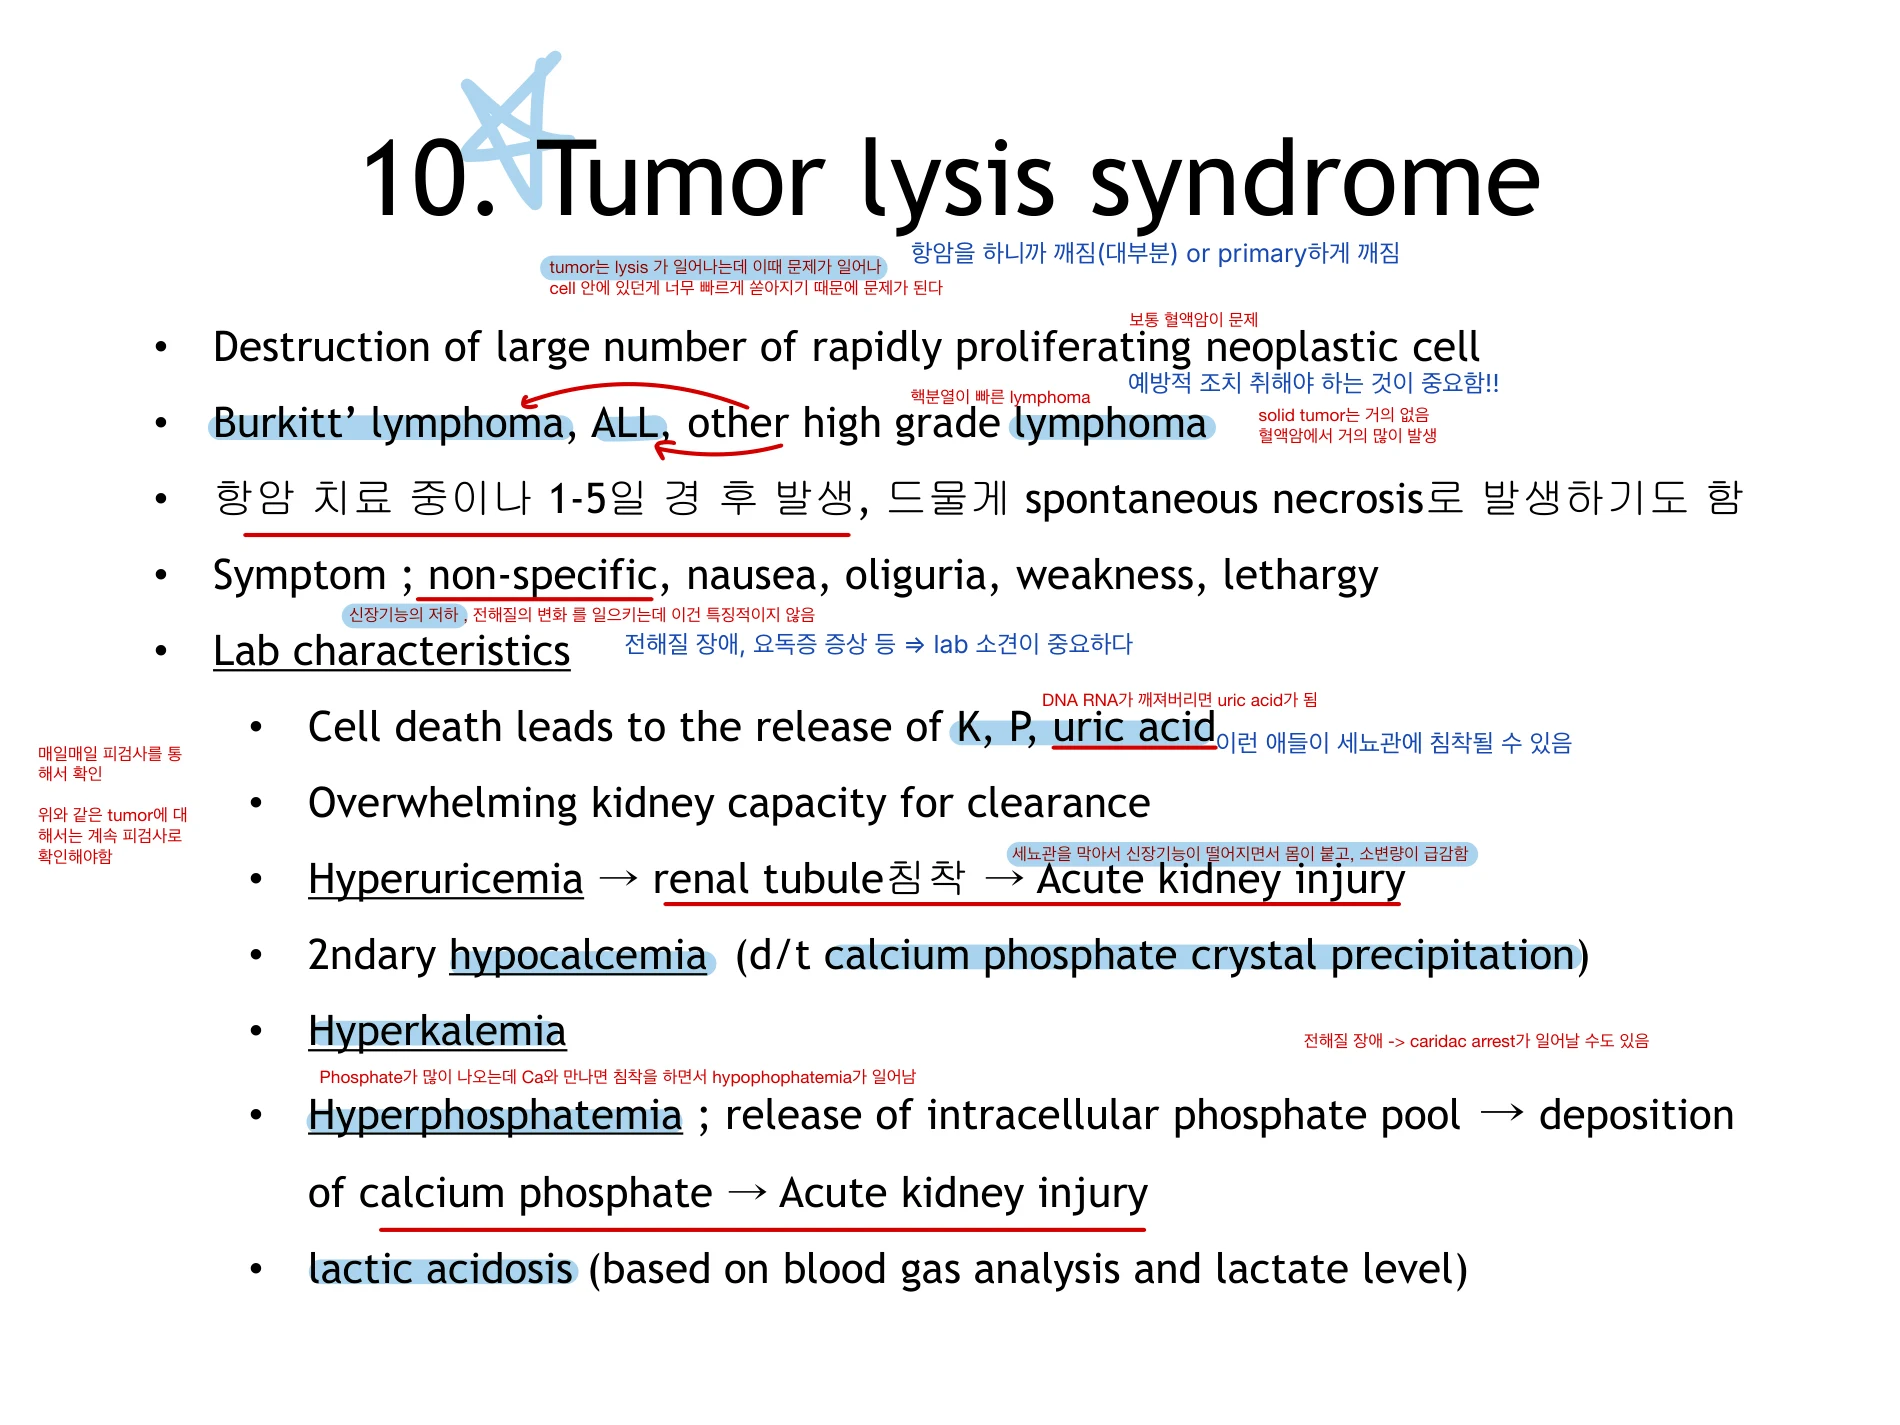 10. Tumor lysis syndrome
항암을 하니까 깨짐(대부분) or primary하게 깨짐
tumor는 lysis 가 일어나는데 이때 문제가 일어나
cell 안에 있던게 너무 빠르게 쏟아지기 때문에 문제가 된다
보통 혈액암이 문제
• Destruction of large number of rapidly proliferating neoplastic cell
예방적 조치 취해야 하는 것이 중요함!!
핵분열이 빠른 lymphoma
• Burkitt’ lymphoma, ALL, other high grade lymphoma
solid tumor는 거의 없음
혈액암에서 거의 많이 발생
• 항암 치료 중이나 1-5일 경 후 발생, 드물게 spontaneous necrosis로 발생하기도 함
• Symptom ; non-specific, nausea, oliguria, weakness, lethargy
신장기능의 저하 , 전해질의 변화 를 일으키는데 이건 특징적이지 않음
• Lab characteristics
전해질 장애, 요독증 증상 등 ⇒ lab 소견이 중요하다
DNA RNA가 깨져버리면 uric acid가 됨
• Cell death leads to the release of K, P, uric acid
이런 애들이 세뇨관에 침착될 수 있음
매일매일 피검사를 통
해서 확인
위와 같은 tumor에 대
해서는 계속 피검사로
확인해야함
• Overwhelming kidney capacity for clearance
세뇨관을 막아서 신장기능이 떨어지면서 몸이 붙고, 소변량이 급감함
• Hyperuricemia → renal tubule침착 → Acute kidney injury
• 2ndary hypocalcemia (d/t calcium phosphate crystal precipitation)
• Hyperkalemia
전해질 장애 -> caridac arrest가 일어날 수도 있음
Phosphate가 많이 나오는데 Ca와 만나면 침착을 하면서 hypophophatemia가 일어남
• Hyperphosphatemia ; release of intracellular phosphate pool → deposition
of calcium phosphate → Acute kidney injury
• lactic acidosis (based on blood gas analysis and lactate level)